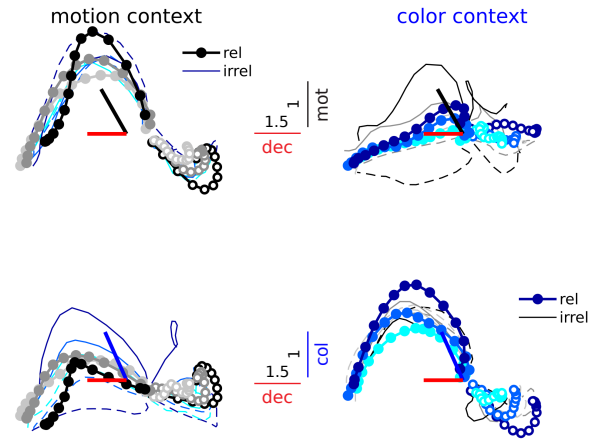 motion context
color context
rel
irrel
1
mot
1.5
dec
rel
irrel
1
col
1.5
dec